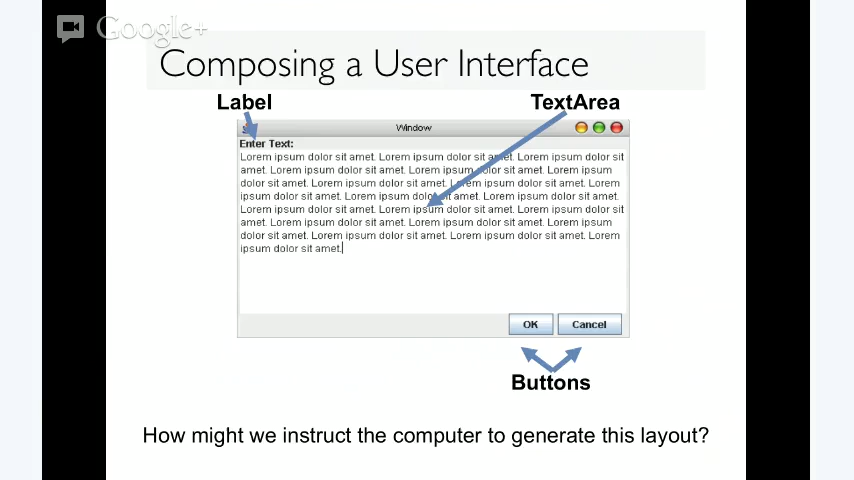 Google+
Composing a User Interface
Label
TextArea
Window
Enter Text:
Lorem ipsum dolor sit amet. Lorem ipsum dolor sit amet. Lorem ipsum dolor sit
amet. Lorem ipsum dolor sit amet. Lorem ipsum dolor sit amet. Lorem ipsum
dolor sit amet. Lorem ipsum dolor sit amet. Lorem ipsum dolor sit amet. Lorem
ipsum dolor sit amet. Lorem ipsum dolor sit amet. Lorem ipsum dolor sit amet.
Lorem ipsum dolor sit amet. Lorem ipsum dolor sit amet. Lorem ipsum dolor sit
amet. Lorem ipsum dolor sit amet. Lorem ipsum dolor sit amet. Lorem ipsum
dolor sit amet. Lorem ipsum dolor sit amet. Lorem ipsum dolor sit amet. Lorem
ipsum dolor sit amet.
OK
Cancel
Buttons
How might we instruct the computer to generate this layout?